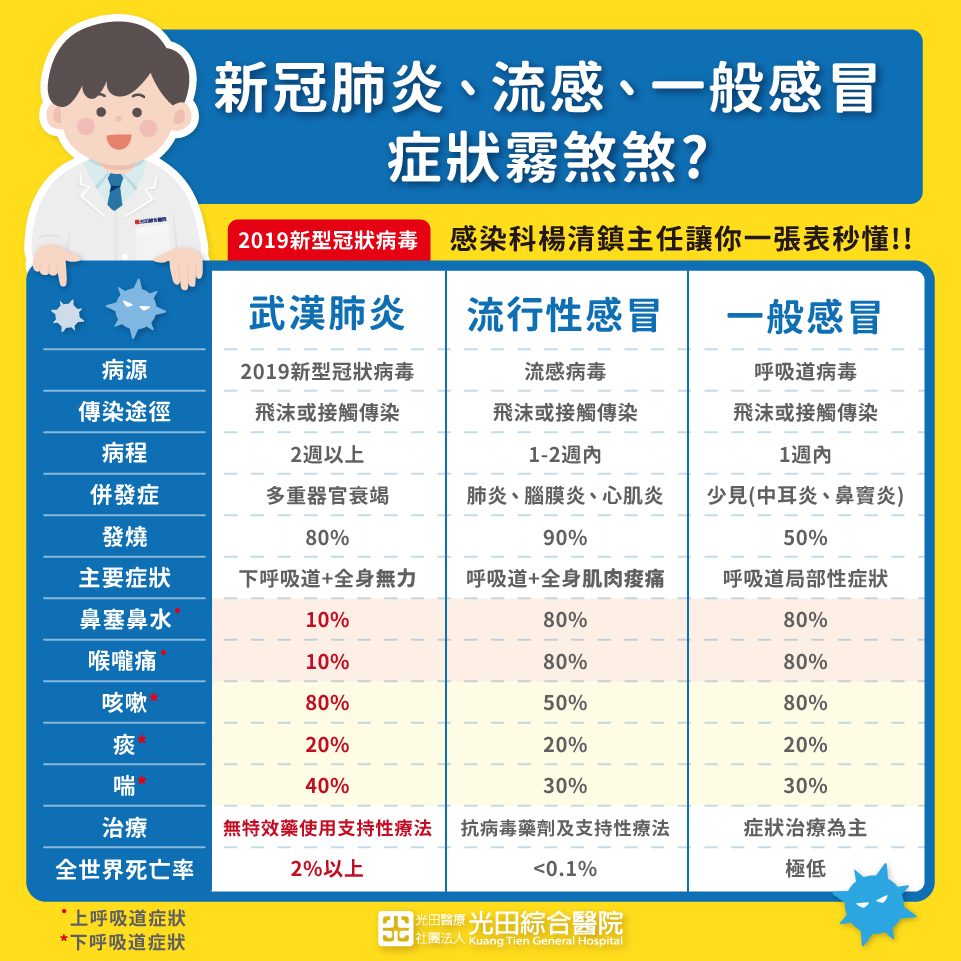 新冠肺炎、流感、一般感冒
症狀霧煞煞?
光田綜合醫院
2019新型冠狀病毒 感染科楊清鎮主任讓你一張表秒懂!!
武漢肺炎 流行性感冒 一般感冒
病源 2019新型冠狀病毒 流感病毒 呼吸道病毒
傳染途徑 飛沫或接觸傳染 飛沫或接觸傳染 飛沫或接觸傳染
病程 2週以上 1-2週內 1週內
併發症 多重器官衰竭 肺炎、腦膜炎、心肌炎 少見(中耳炎、鼻竇炎)
發燒 80% 90% 50%
主要症狀 下呼吸道+全身無力 呼吸道+全身肌肉痠痛 呼吸道局部性症狀
鼻塞鼻水* 10% 80% 80%
喉嚨痛* 10% 80% 80%
咳嗽★ 80% 50% 80%
痰★ 20% 20% 20%
喘★ 40% 30% 30%
治療 無特效藥使用支持性療法 抗病毒藥劑及支持性療法 症狀治療為主
全世界死亡率 2%以上 <0.1% 極低
*上呼吸道症狀
★下呼吸道症狀
光田醫療
社團法人
光田綜合醫院
Kuang Tien General Hospital